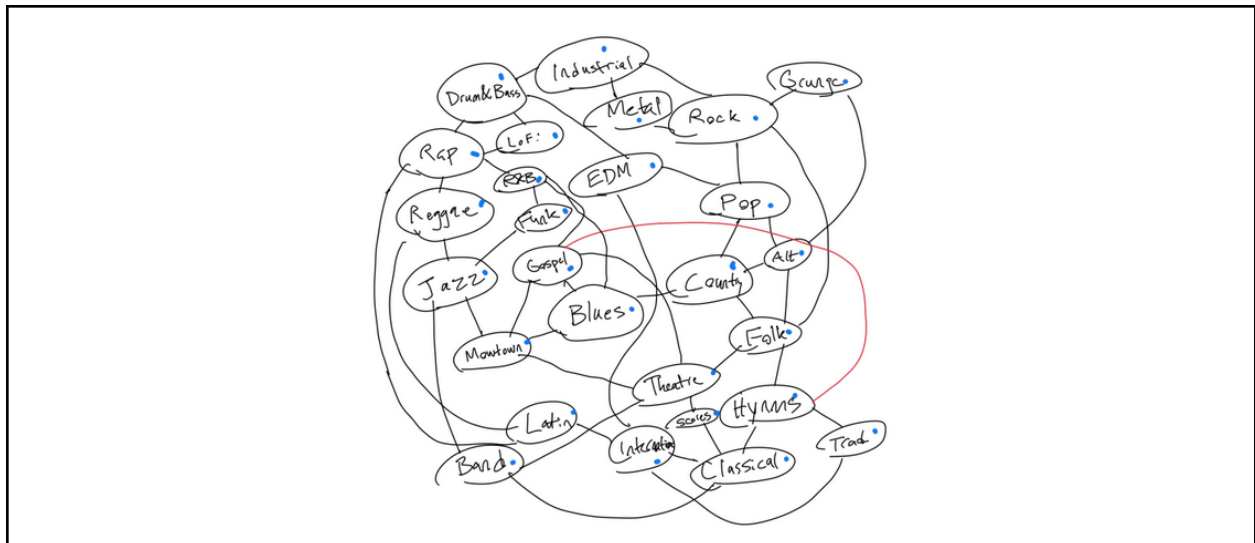 Industrial
Grunge
Drum&Bass
Metal
Rock
LoFi
Rap
R&B
EDM
Reggae
Funk
Pop
Gospel
Alt
Jazz
County
Blues
Folk
Mowtown
Theatre
Hymns
Scores
Latin
Trad
Band
Classical